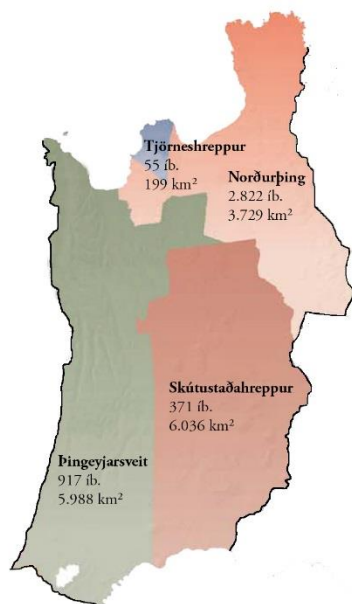 Tjörneshreppur
55 íb.
199 km²
Norðurþing
2.822 íb.
3.729 km²
Skútustaðahreppur
371 íb.
6.036 km²
Þingeyjarsveit
917 íb.
5.988 km²